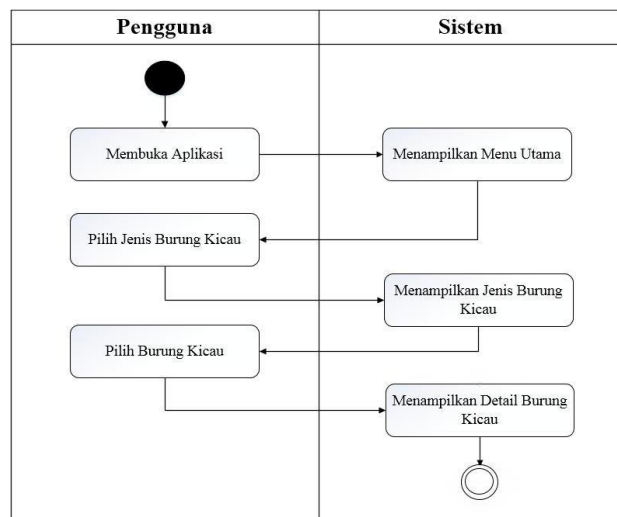 Pengguna
Sistem
Membuka Aplikasi
Menampilkan Menu Utama
Pilih Jenis Burung Kicau
Menampilkan Jenis Burung
Kicau
Pilih Burung Kicau
Menampilkan Detail Burung
Kicau